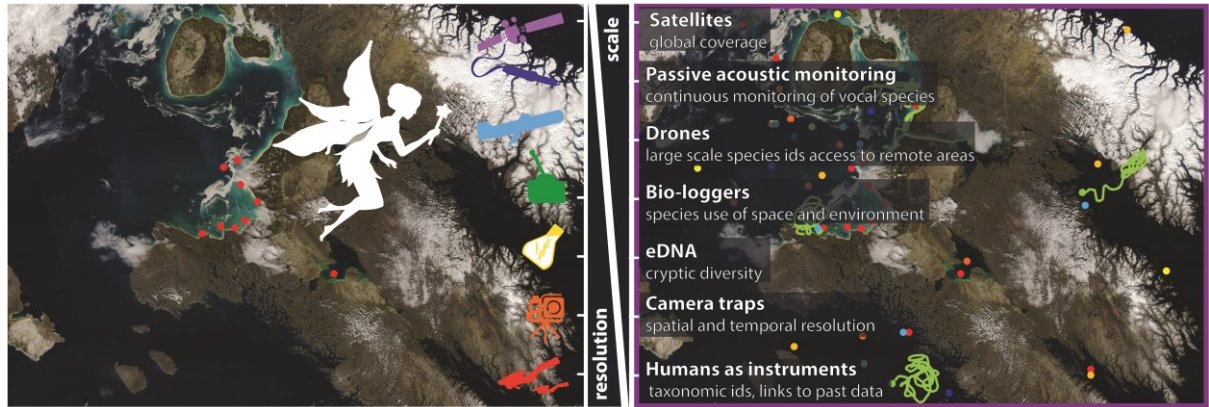 scale
resolution
Satellites
global coverage
Passive acoustic monitoring
continuous monitoring of vocal species
Drones
large scale species ids access to remote areas
Bio-loggers
species use of space and environment
eDNA
cryptic diversity
Camera traps
spatial and temporal resolution
Humans as instruments
taxonomic ids, links to past data